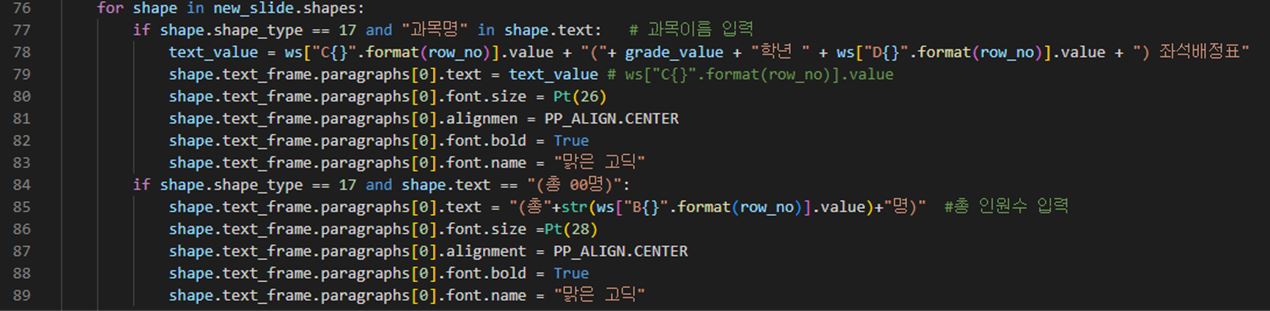 76 for shape in new_slide.shapes:
77 if shape.shape_type == 17 and "과목명" in shape.text: # 과목이름 입력
78 text_value = ws["C{}".format(row_no)].value + "("+ grade_value + "학년 " + ws["D{}".format(row_no)].value + ") 좌석배정표"
79 shape.text_frame.paragraphs[0].text = text_value # ws["C{}".format(row_no)].value
80 shape.text_frame.paragraphs[0].font.size = Pt(26)
81 shape.text_frame.paragraphs[0].alignmen = PP_ALIGN.CENTER
82 shape.text_frame.paragraphs[0].font.bold = True
83 shape.text_frame.paragraphs[0].font.name = "맑은 고딕"
84 if shape.shape_type == 17 and shape.text == "(총 00명)":
85 shape.text_frame.paragraphs[0].text = "(총"+str(ws["B{}".format(row_no)].value)+"명)" #총 인원수 입력
86 shape.text_frame.paragraphs[0].font.size =Pt(28)
87 shape.text_frame.paragraphs[0].alignment = PP_ALIGN.CENTER
88 shape.text_frame.paragraphs[0].font.bold = True
89 shape.text_frame.paragraphs[0].font.name = "맑은 고딕"